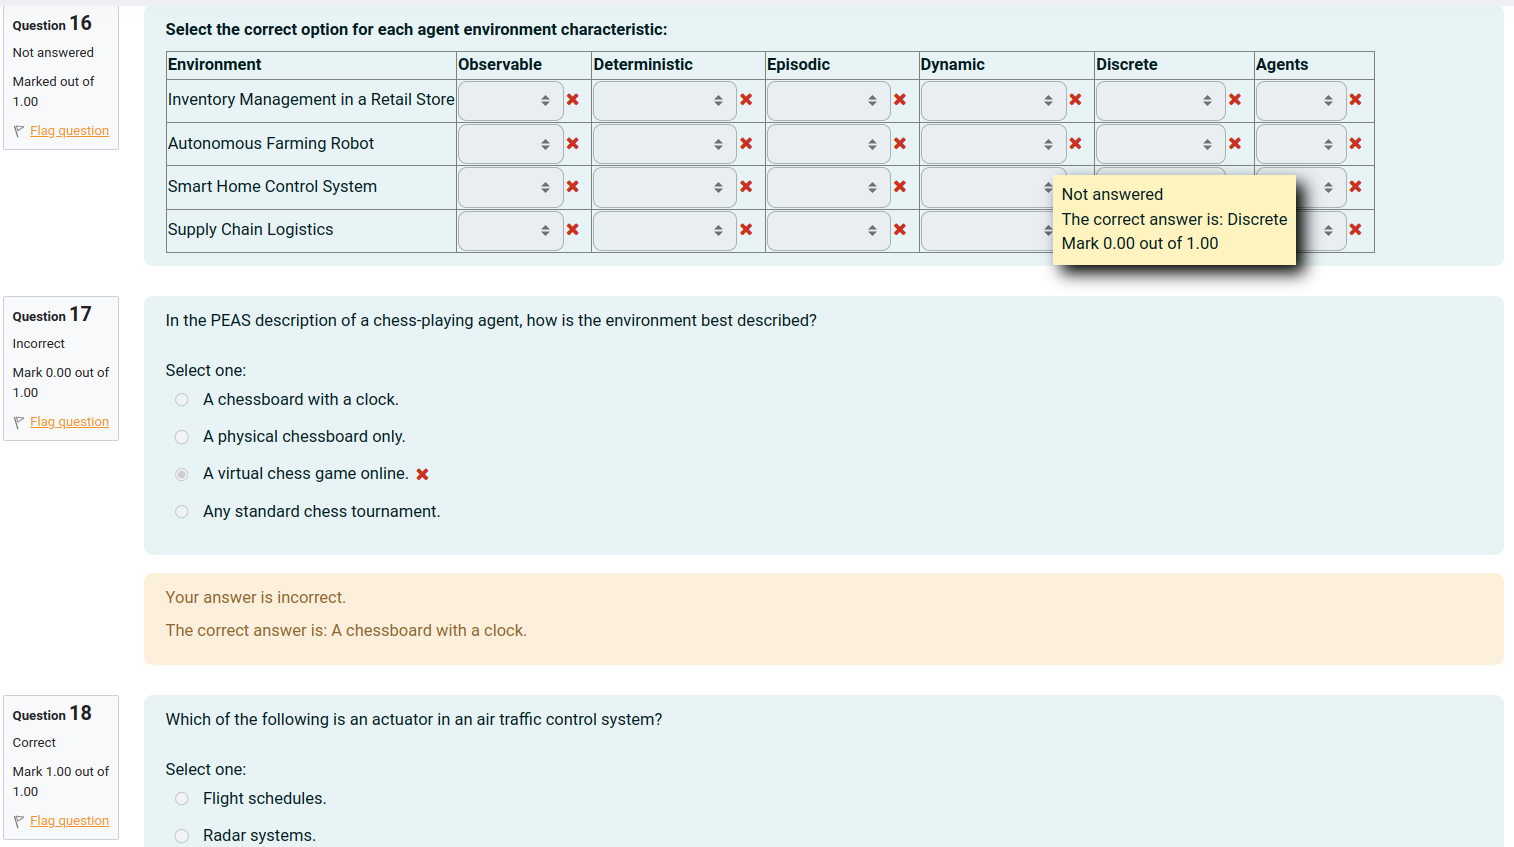 Question 16
Not answered
Marked out of
1.00
Flag question
Select the correct option for each agent environment characteristic:
Environment Observable Deterministic Episodic Dynamic Discrete Agents
Inventory Management in a Retail Store
Autonomous Farming Robot
Smart Home Control System
Supply Chain Logistics
Not answered
The correct answer is: Discrete
Mark 0.00 out of 1.00
Question 17
Incorrect
Mark 0.00 out of
1.00
Flag question
In the PEAS description of a chess-playing agent, how is the environment best described?
Select one:
A chessboard with a clock.
A physical chessboard only.
A virtual chess game online.
Any standard chess tournament.
Your answer is incorrect.
The correct answer is: A chessboard with a clock.
Question 18
Correct
Mark 1.00 out of
1.00
Flag question
Which of the following is an actuator in an air traffic control system?
Select one:
Flight schedules.
Radar systems.